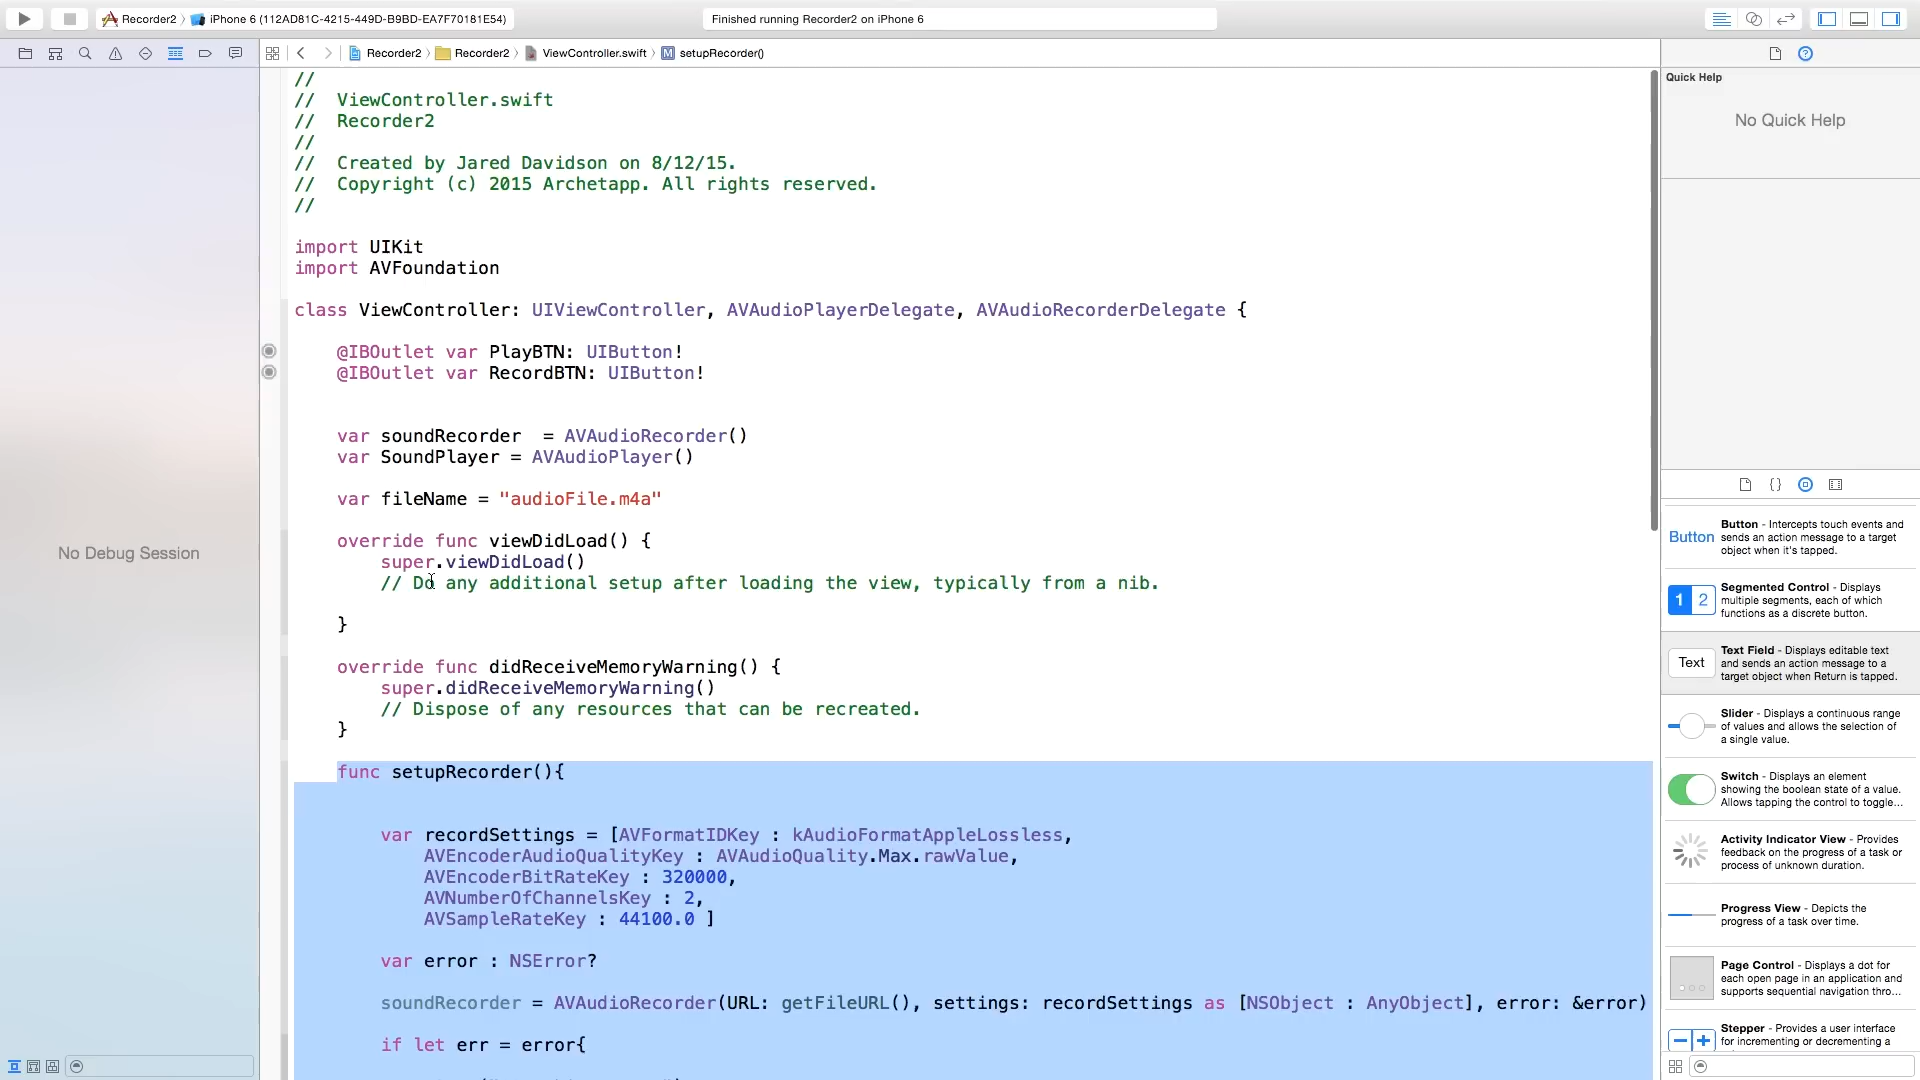 Recorder2 〉 iPhone 6 (112AD81C-4215-449D-B9BD-EA7F70181E54)
Finished running Recorder2 on iPhone 6
Recorder2 〉 Recorder2 〉 ViewController.swift 〉 M setupRecorder()
//
//  ViewController.swift
//  Recorder2
//
//  Created by Jared Davidson on 8/12/15.
//  Copyright (c) 2015 Archetapp. All rights reserved.
//
import UIKit
import AVFoundation
class ViewController: UIViewController, AVAudioPlayerDelegate, AVAudioRecorderDelegate {
@IBOutlet var PlayBTN: UIButton!
@IBOutlet var RecordBTN: UIButton!
var soundRecorder  = AVAudioRecorder()
var SoundPlayer = AVAudioPlayer()
var fileName = "audioFile.m4a"
override func viewDidLoad() {
super.viewDidLoad()
// Do any additional setup after loading the view, typically from a nib.
}
override func didReceiveMemoryWarning() {
super.didReceiveMemoryWarning()
// Dispose of any resources that can be recreated.
}
func setupRecorder(){
var recordSettings = [AVFormatIDKey : kAudioFormatAppleLossless,
AVEncoderAudioQualityKey : AVAudioQuality.Max.rawValue,
AVEncoderBitRateKey : 320000,
AVNumberOfChannelsKey : 2,
AVSampleRateKey : 44100.0 ]
var error : NSError?
soundRecorder = AVAudioRecorder(URL: getFileURL(), settings: recordSettings as [NSObject : AnyObject], error: &error)
if let err = error{
No Debug Session
Quick Help
No Quick Help
Button
Button - Intercepts touch events and
sends an action message to a target
object when it's tapped.
1 2
Segmented Control - Displays
multiple segments, each of which
functions as a discrete button.
Text
Text Field - Displays editable text
and sends an action message to a
target object when Return is tapped.
Slider - Displays a continuous range
of values and allows the selection of
a single value.
Switch - Displays an element
showing the boolean state of a value.
Allows tapping the control to toggle...
Activity Indicator View - Provides
feedback on the progress of a task or
process of unknown duration.
Progress View - Depicts the
progress of a task over time.
Page Control - Displays a dot for
each open page in an application and
supports sequential navigation thro...
Stepper - Provides a user interface
for incrementing or decrementing a